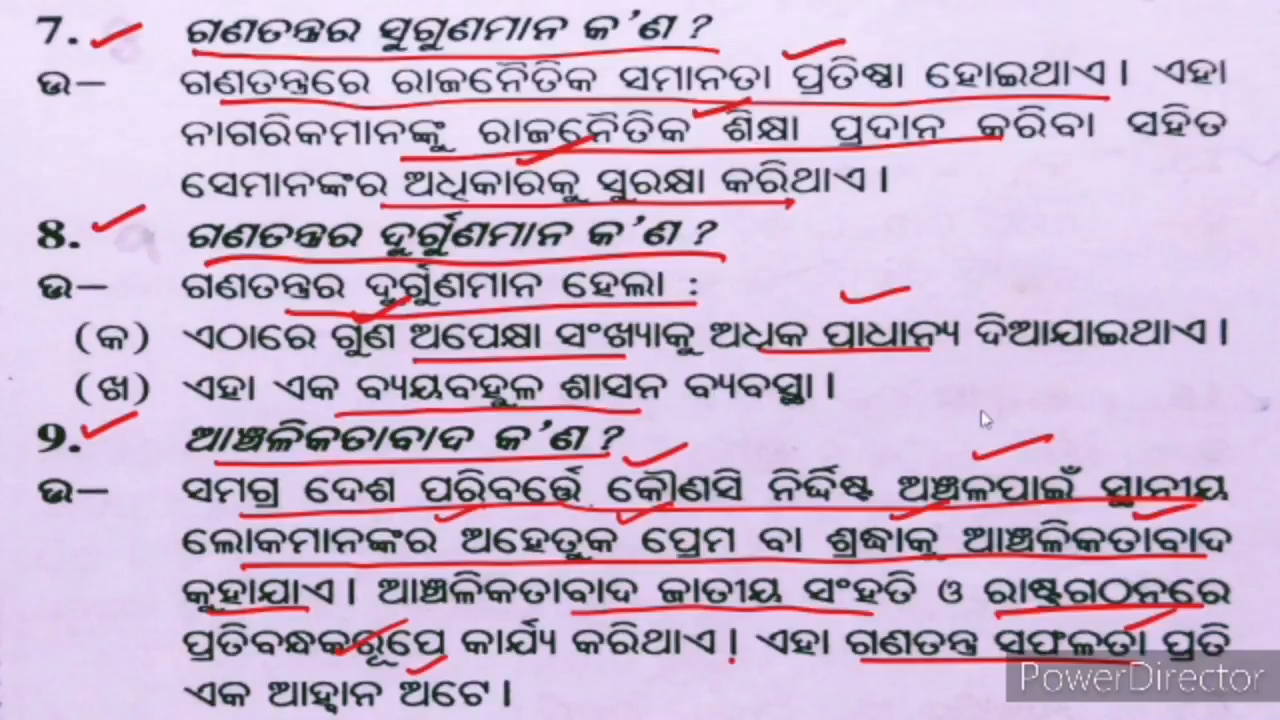 7. ଗଣତନ୍ତ୍ରର ସୁଗୁଣମାନ କ'ଣ ?
ଉ– ଗଣତନ୍ତ୍ରରେ ରାଜନୈତିକ ସମାନତା ପ୍ରତିଷ୍ଠା ହୋଇଥାଏ । ଏହା
ନାଗରିକମାନଙ୍କୁ ରାଜନୈତିକ ଶିକ୍ଷା ପ୍ରଦାନ କରିବା ସହିତ
ସେମାନଙ୍କର ଅଧିକାରକୁ ସୁରକ୍ଷା କରିଥାଏ ।
8. ଗଣତନ୍ତ୍ରର ଦୁର୍ଗୁଣମାନ କ'ଣ ?
ଉ– ଗଣତନ୍ତ୍ରର ଦୁର୍ଗୁଣମାନ ହେଲା :
(କ) ଏଠାରେ ଗୁଣ ଅପେକ୍ଷା ସଂଖ୍ୟାକୁ ଅଧିକ ପ୍ରାଧାନ୍ୟ ଦିଆଯାଇଥାଏ ।
(ଖ) ଏହା ଏକ ବ୍ୟୟବହୁଳ ଶାସନ ବ୍ୟବସ୍ଥା ।
9. ଆଞ୍ଚଳିକତାବାଦ କ'ଣ ?
ଉ– ସମଗ୍ର ଦେଶ ପରିବର୍ତ୍ତେ କୌଣସି ନିର୍ଦ୍ଦିଷ୍ଟ ଅଞ୍ଚଳପାଇଁ ସ୍ଥାନୀୟ
ଲୋକମାନଙ୍କର ଅହେତୁକ ପ୍ରେମ ବା ଶ୍ରଦ୍ଧାକୁ ଆଞ୍ଚଳିକତାବାଦ
କୁହାଯାଏ । ଆଞ୍ଚଳିକତାବାଦ ଜାତୀୟ ସଂହତି ଓ ରାଷ୍ଟ୍ରଗଠନରେ
ପ୍ରତିବନ୍ଧକରୂପେ କାର୍ଯ୍ୟ କରିଥାଏ । ଏହା ଗଣତନ୍ତ୍ର ସଫଳତା ପ୍ରତି
ଏକ ଆହ୍ୱାନ ଅଟେ ।
PowerDirector